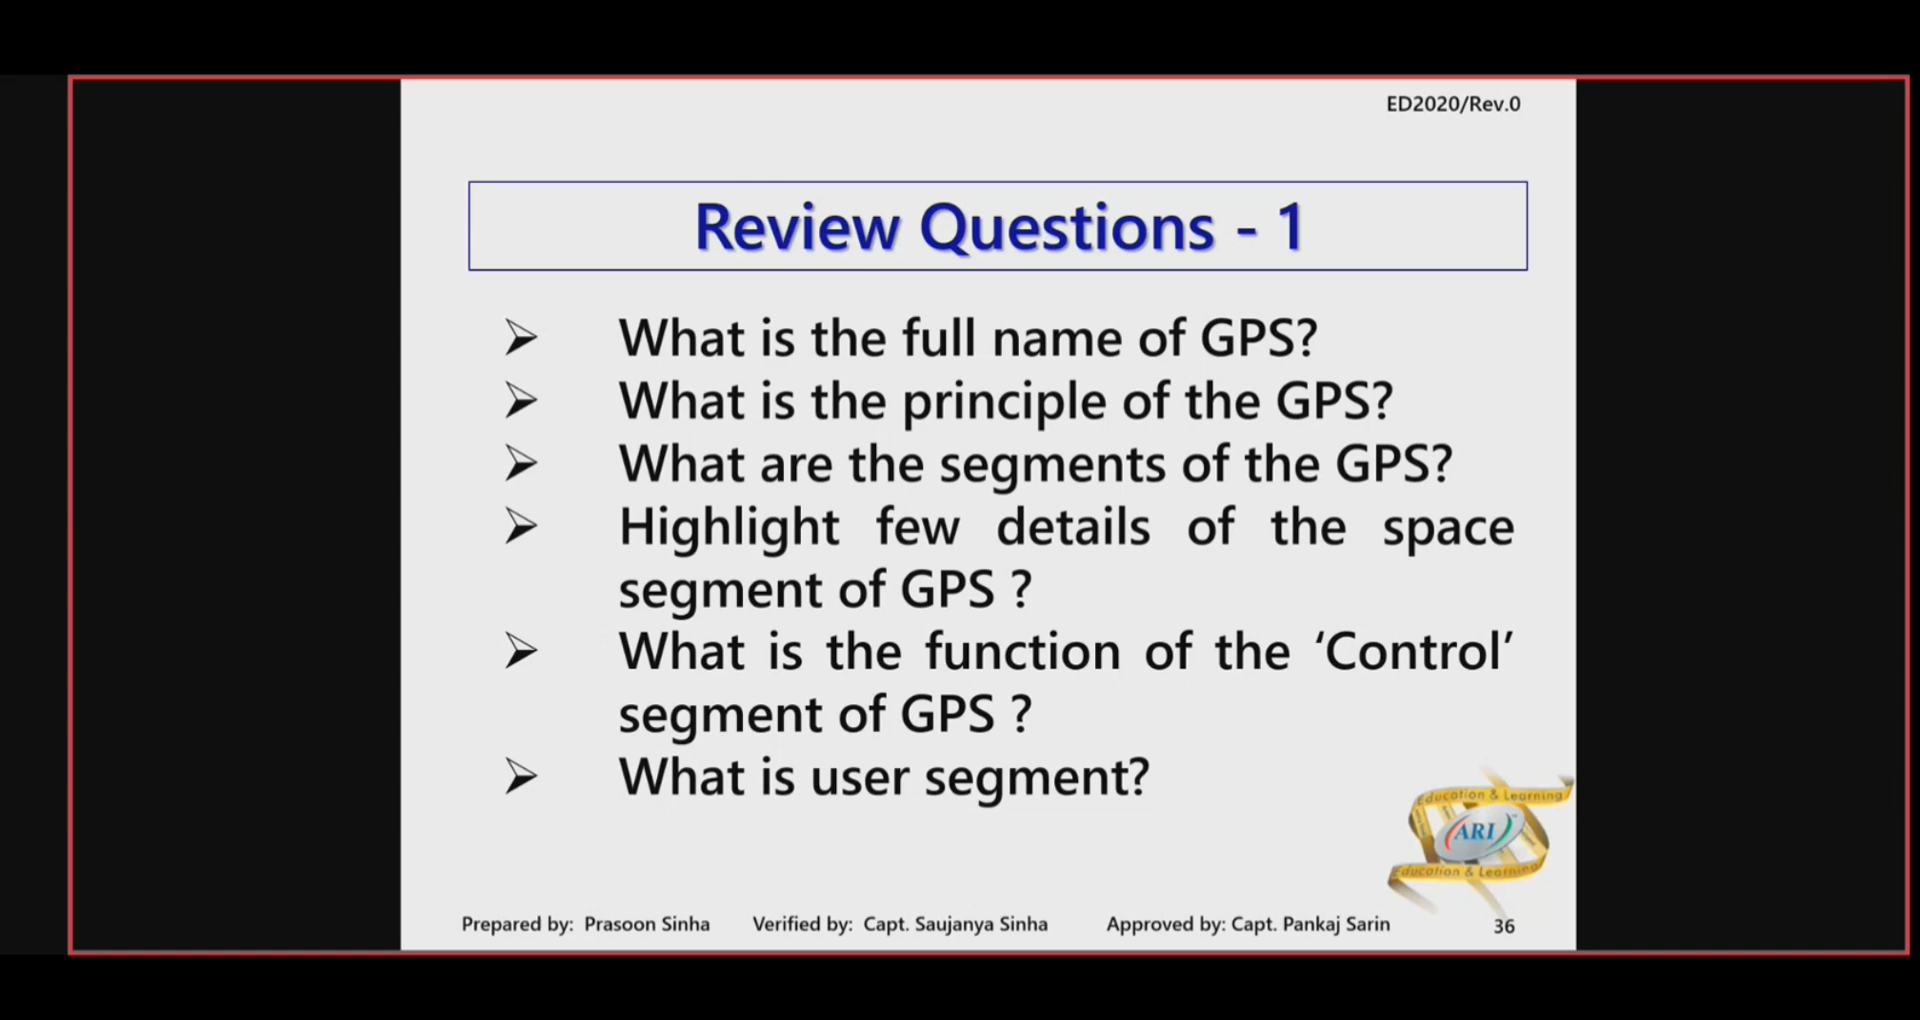 ED2020/Rev.0
Review Questions - 1
➢ What is the full name of GPS?
➢ What is the principle of the GPS?
➢ What are the segments of the GPS?
➢ Highlight few details of the space
segment of GPS ?
➢ What is the function of the ‘Control’
segment of GPS ?
➢ What is user segment?
Education & Learning
ARI
Education & Learning
Prepared by: Prasoon Sinha Verified by: Capt. Saujanya Sinha Approved by: Capt. Pankaj Sarin 36